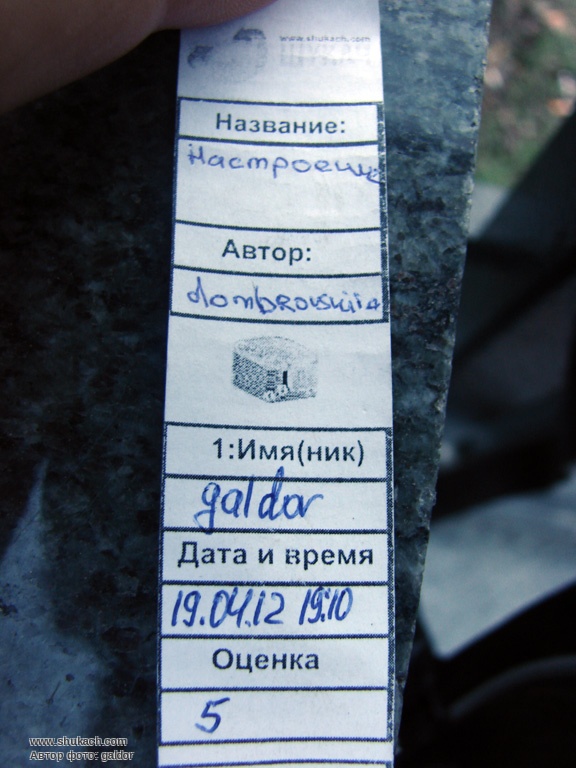 www.shukach.com
Название:
Настроение
Автор:
dombrovskiia
1:Имя(ник)
galdor
Дата и время
19.04.12 19:10
Оценка
5
www.shukach.com
Автор фото: galdor